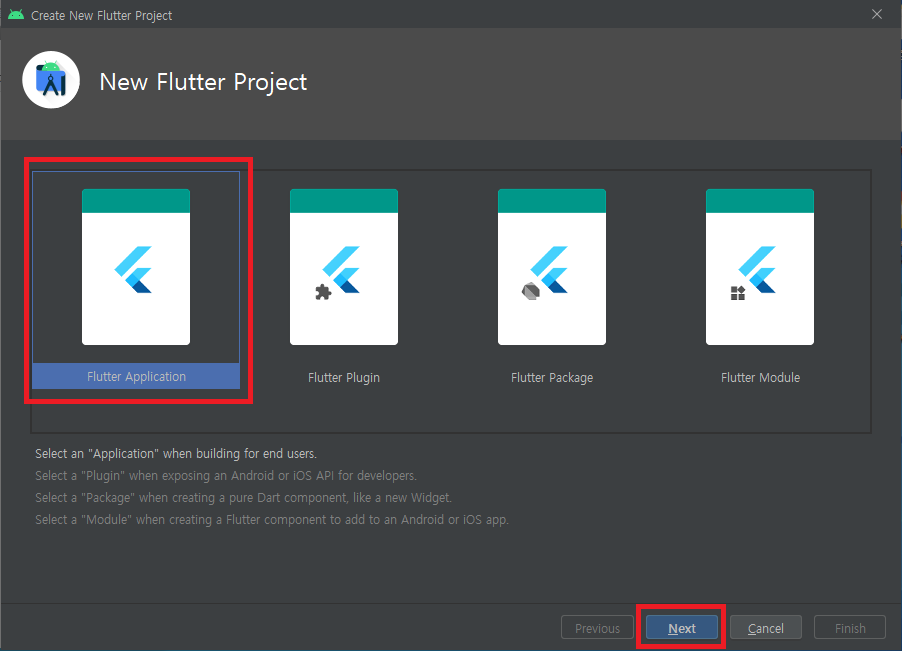 Create New Flutter Project
New Flutter Project
Flutter Application
Flutter Plugin
Flutter Package
Flutter Module
Select an "Application" when building for end users.
Select a "Plugin" when exposing an Android or iOS API for developers.
Select a "Package" when creating a pure Dart component, like a new Widget.
Select a "Module" when creating a Flutter component to add to an Android or iOS app.
Previous
Next
Cancel
Finish